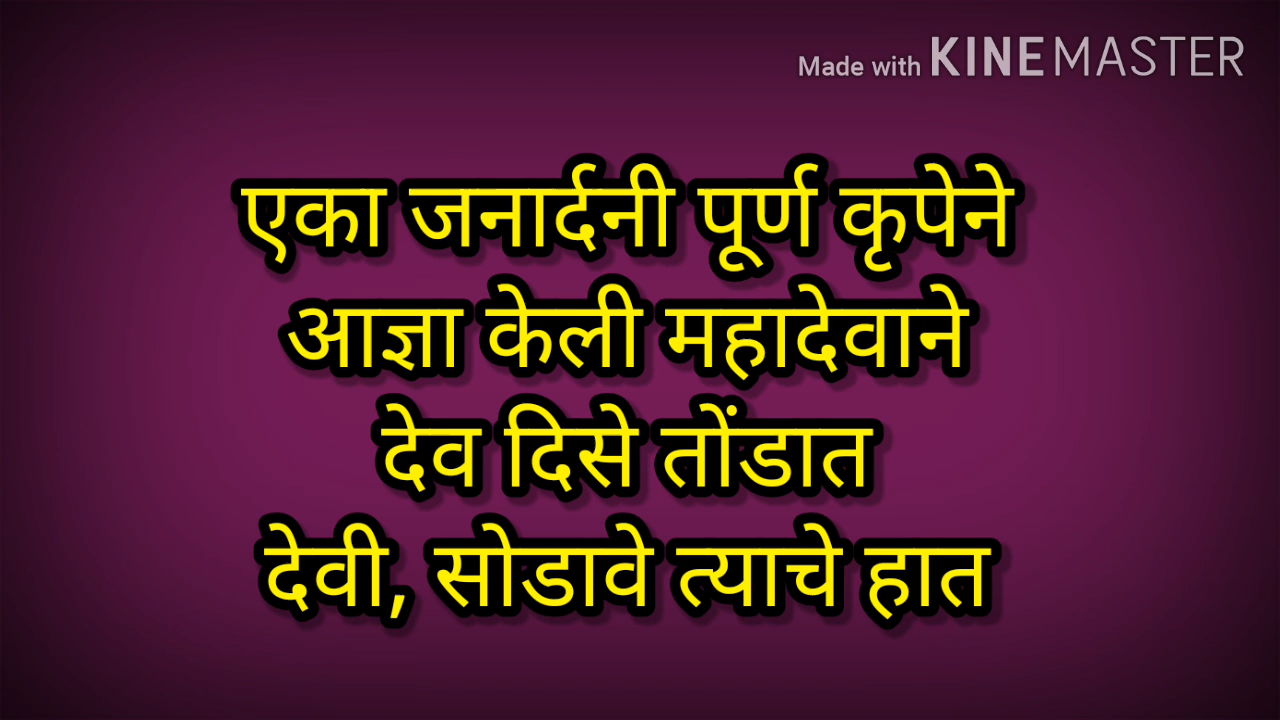 Made with KINEMASTER
एका जनार्दनी पूर्ण कृपेने
आज्ञा केली महादेवाने
देव दिसे तोंडात
देवी, सोडावे त्याचे हात